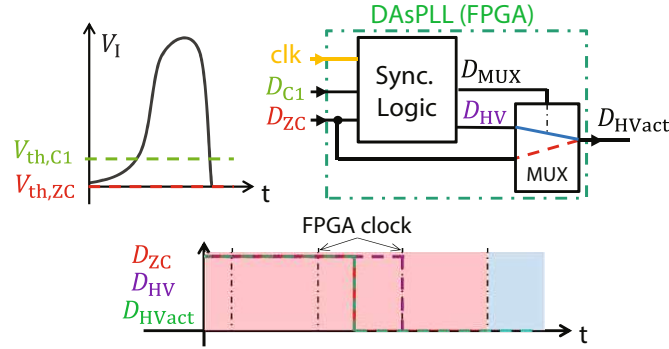 V_I
V_th,C1
V_th,ZC
t
DAsPLL (FPGA)
clk
D_C1
D_ZC
Sync.
Logic
D_MUX
D_HV
MUX
D_HVact
FPGA clock
D_ZC
D_HV
D_HVact
t